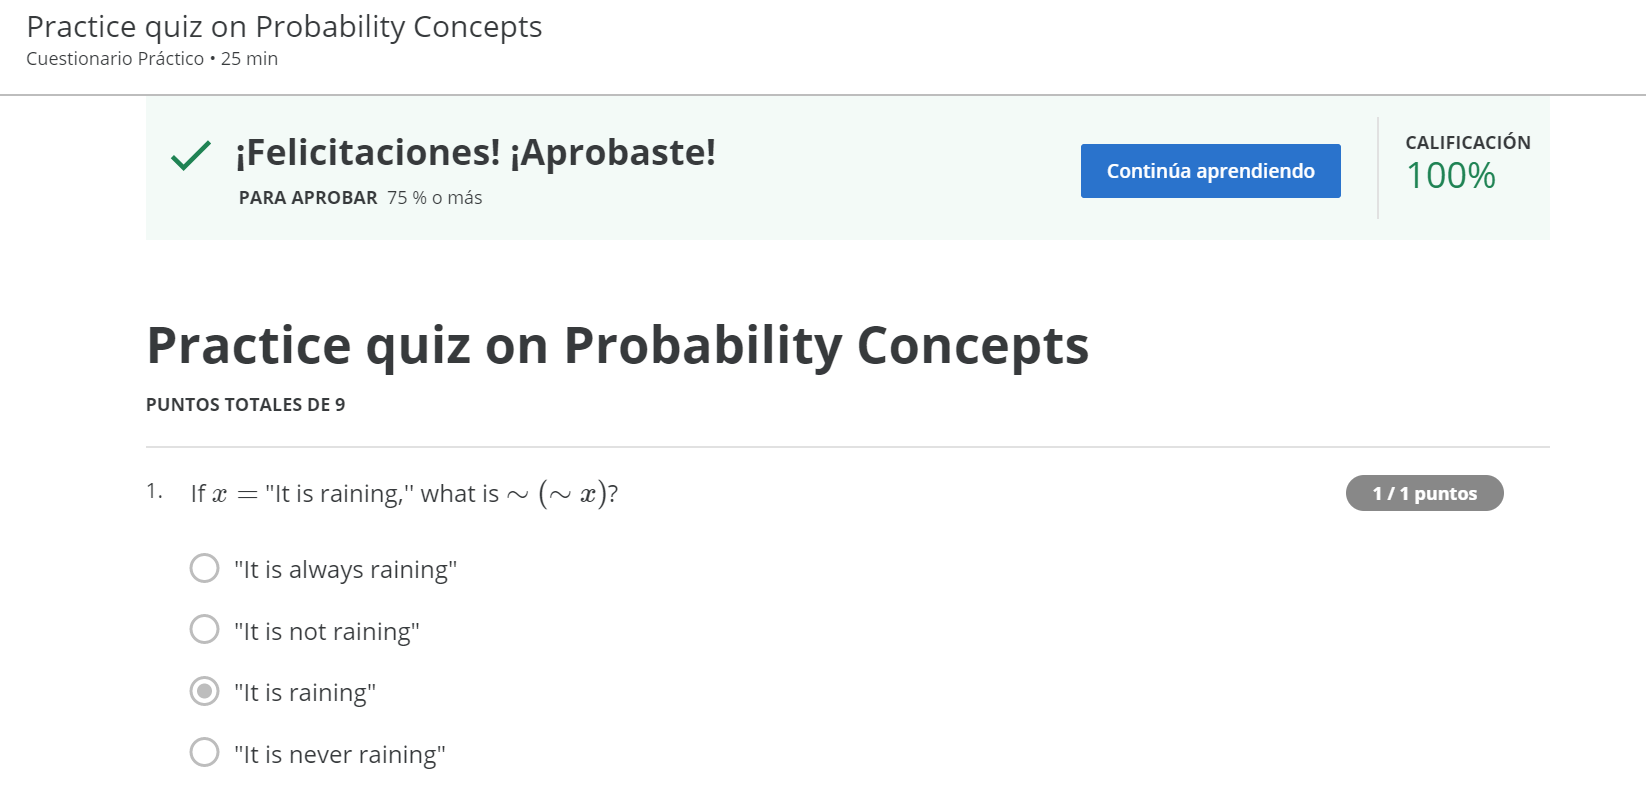 Practice quiz on Probability Concepts
Cuestionario Práctico • 25 min
¡Felicitaciones! ¡Aprobaste!
PARA APROBAR 75 % o más
Continúa aprendiendo
CALIFICACIÓN
100%
Practice quiz on Probability Concepts
PUNTOS TOTALES DE 9
1. If x = "It is raining,'' what is ∼ (∼ x)?
1 / 1 puntos
"It is always raining"
"It is not raining"
"It is raining"
"It is never raining"